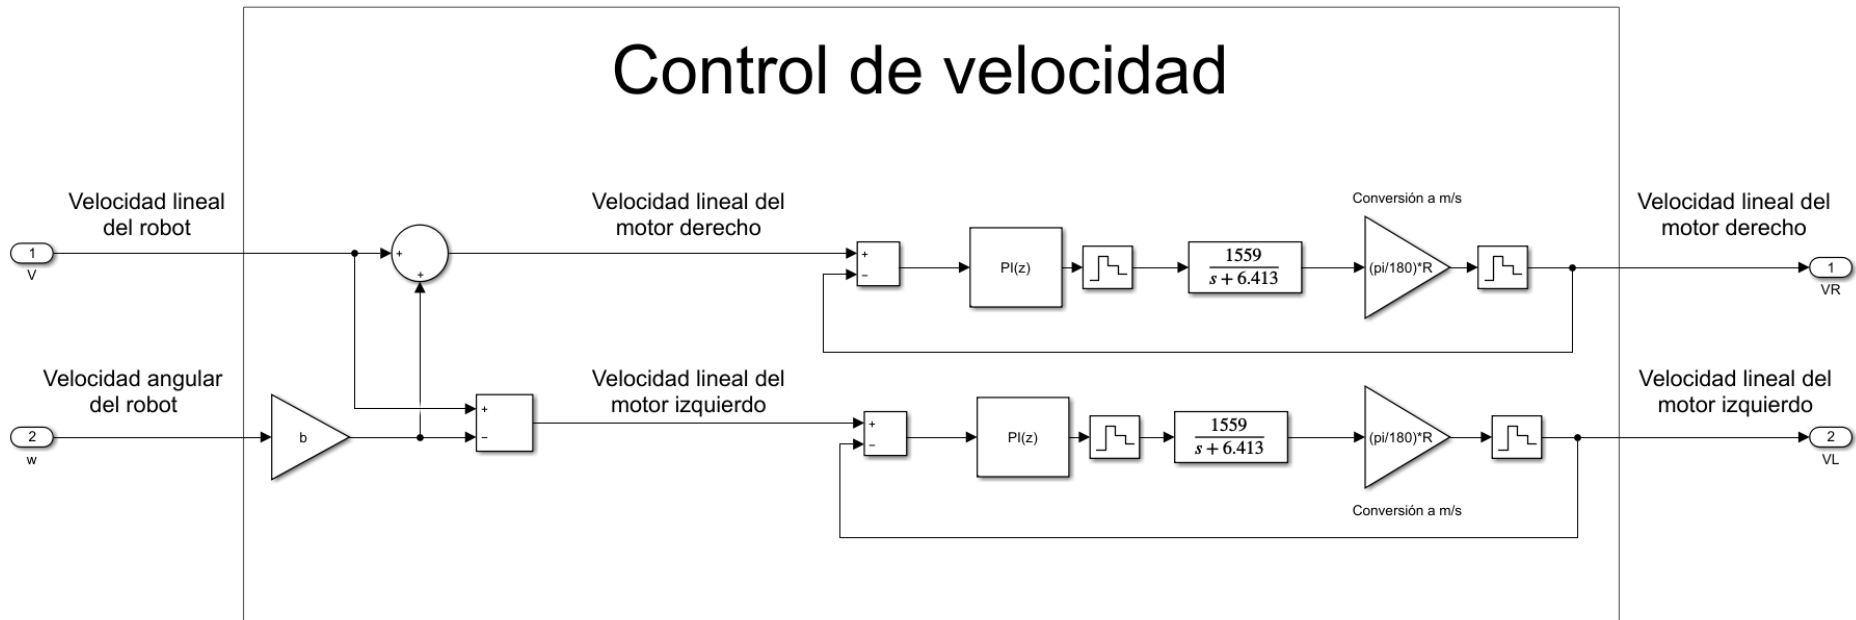 Control de velocidad
Velocidad lineal
del robot
1
V
+
+
Velocidad lineal del
motor derecho
+
−
PI(z)
1559
s + 6.413
Conversión a m/s
(pi/180)*R
Velocidad lineal del
motor derecho
1
VR
Velocidad angular
del robot
2
w
b
+
−
Velocidad lineal del
motor izquierdo
+
−
PI(z)
1559
s + 6.413
(pi/180)*R
Conversión a m/s
Velocidad lineal del
motor izquierdo
2
VL